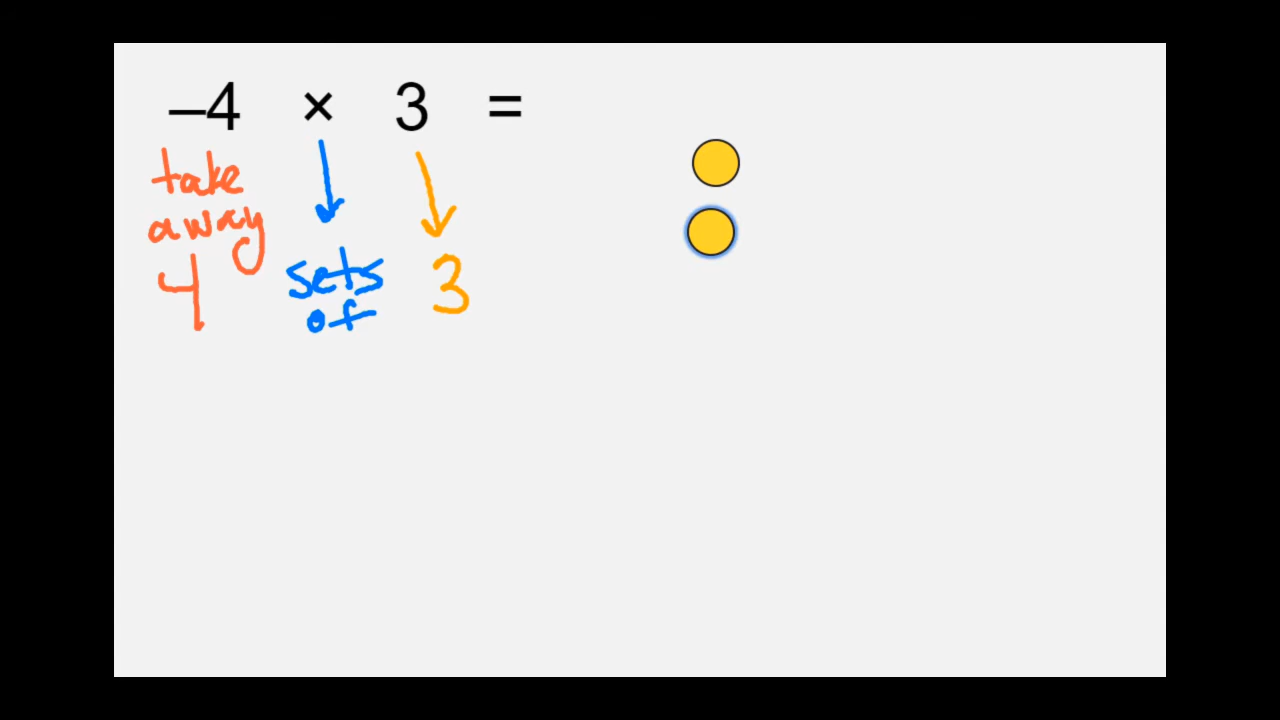 –4 × 3 =
take
away
4
sets
of
3